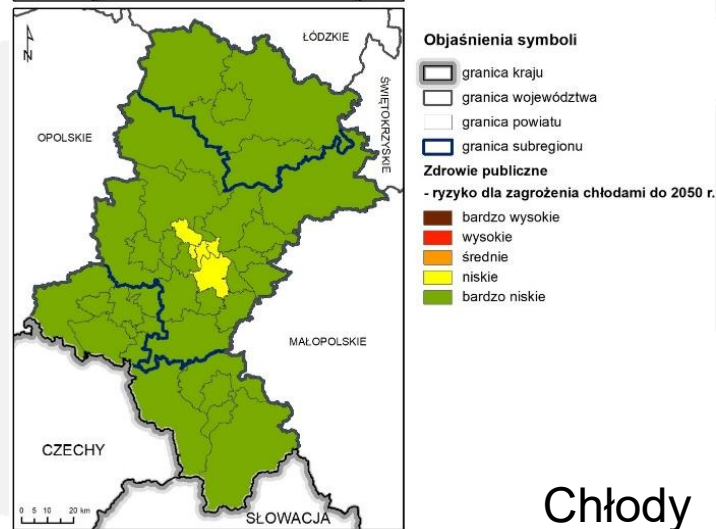 N
ŁÓDZKIE
ŚWIĘTOKRZYSKIE
OPOLSKIE
MAŁOPOLSKIE
CZECHY
SŁOWACJA
0 5 10 20 km
Objaśnienia symboli
granica kraju
granica województwa
granica powiatu
granica subregionu
Zdrowie publiczne
- ryzyko dla zagrożenia chłodami do 2050 r.
bardzo wysokie
wysokie
średnie
niskie
bardzo niskie
Chłody